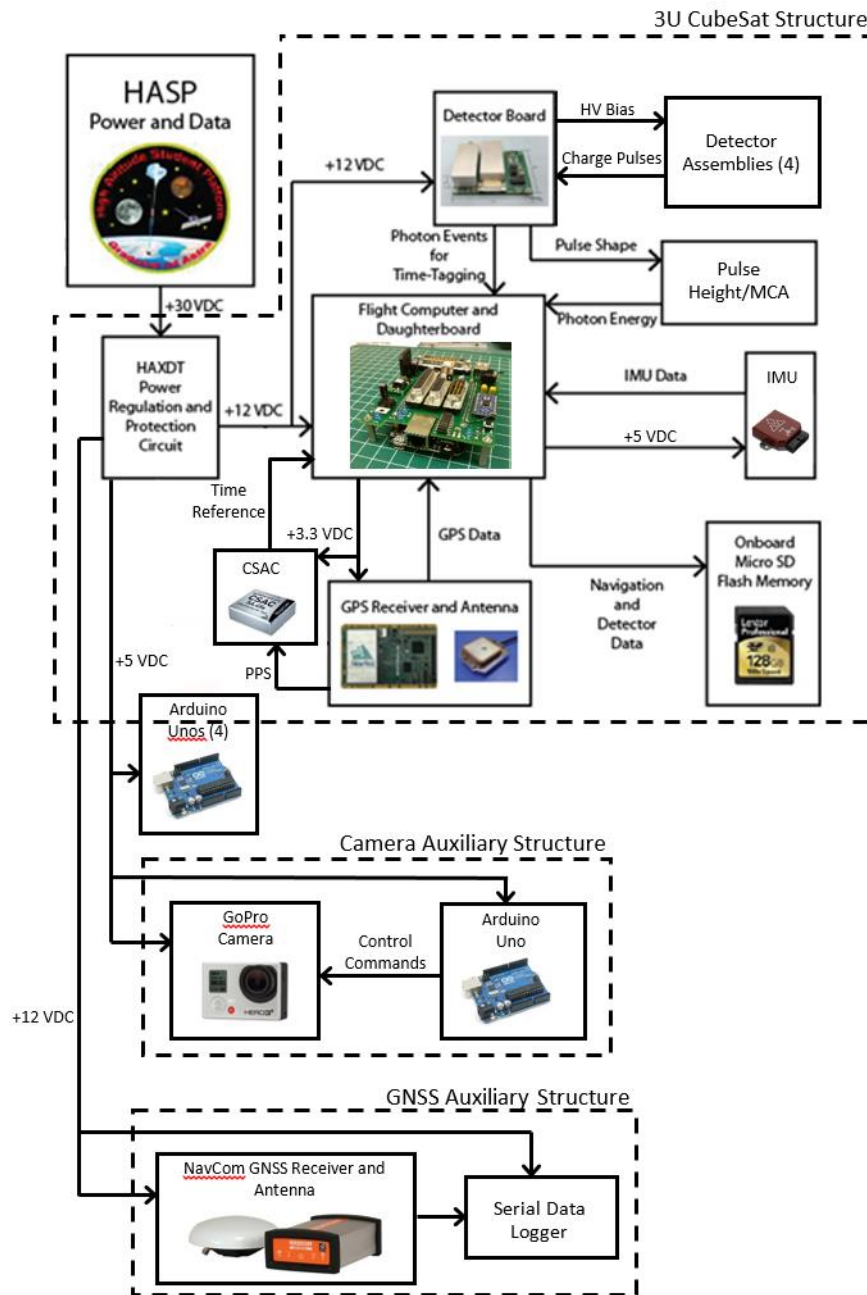 3U CubeSat Structure
HASP
Power and Data
High Altitude Student Platform
+30 VDC
HAXDT
Power
Regulation and
Protection
Circuit
+12 VDC
+12 VDC
Detector Board
HV Bias
Charge Pulses
Detector
Assemblies (4)
Photon Events
for
Time-Tagging
Pulse Shape
Photon Energy
Pulse
Height/MCA
Flight Computer and
Daughterboard
IMU Data
+5 VDC
IMU
Time
Reference
+3.3 VDC
GPS Data
CSAC
CSAC
PPS
GPS Receiver and Antenna
Navigation
and
Detector
Data
Onboard
Micro SD
Flash Memory
Lexar
Professional
128GB
+5 VDC
Arduino
Unos (4)
Camera Auxiliary Structure
GoPro
Camera
HERO3+
Control
Commands
Arduino
Uno
+12 VDC
GNSS Auxiliary Structure
NavCom GNSS Receiver and
Antenna
Serial Data
Logger